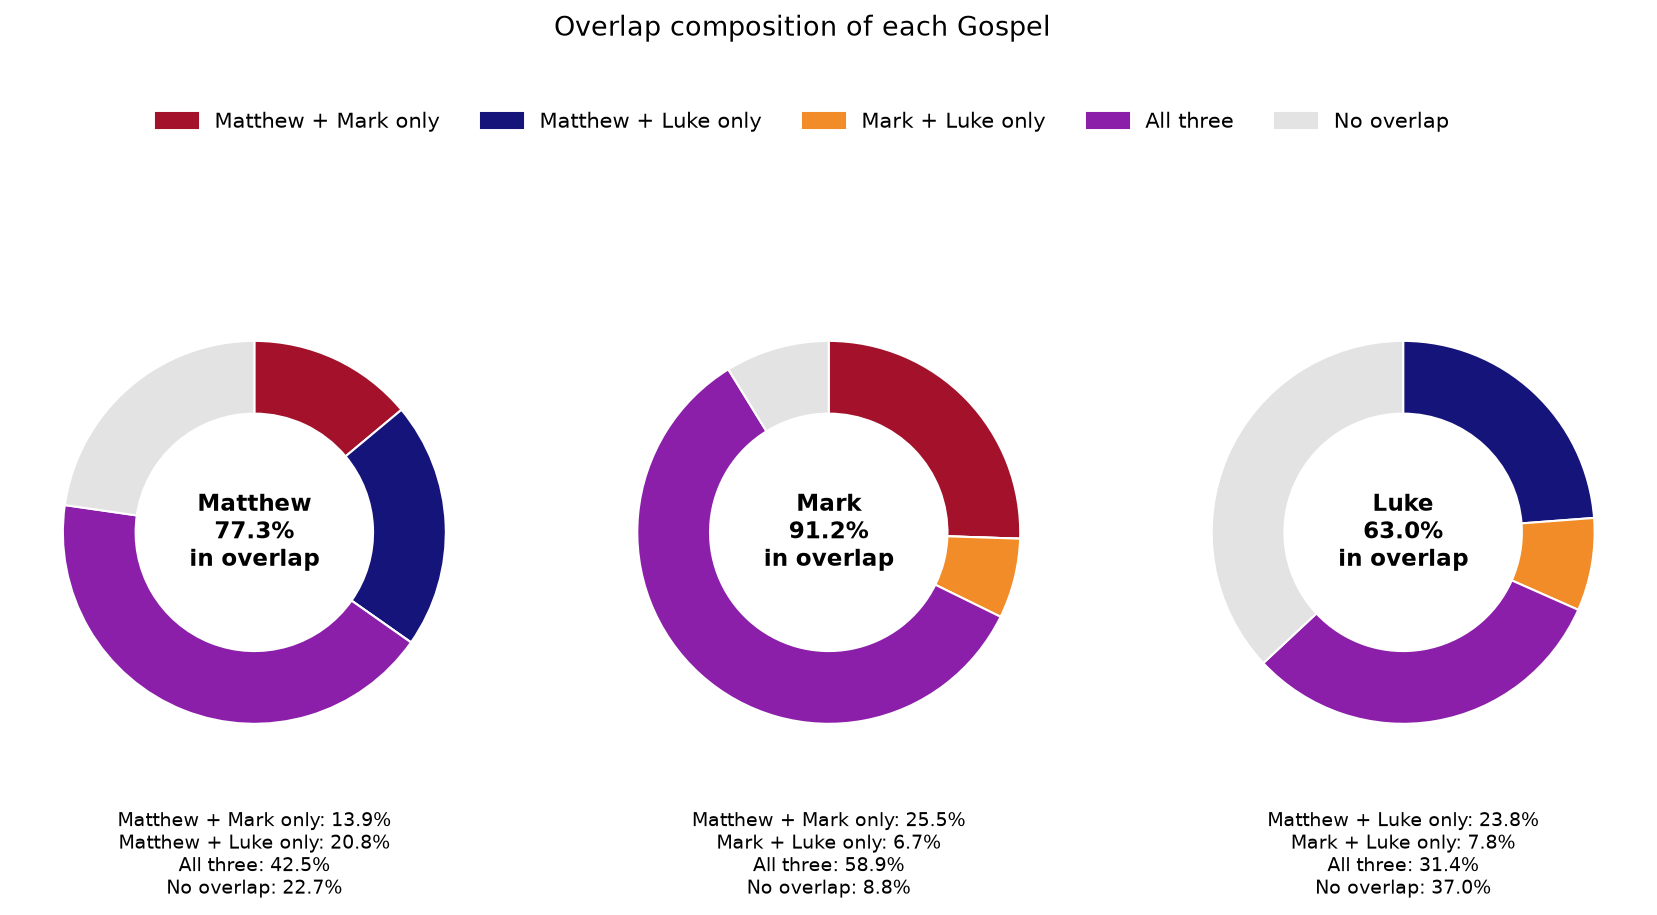 Overlap composition of each Gospel
Matthew + Mark only
Matthew + Luke only
Mark + Luke only
All three
No overlap
Matthew
77.3%
in overlap
Mark
91.2%
in overlap
Luke
63.0%
in overlap
Matthew + Mark only: 13.9%
Matthew + Luke only: 20.8%
All three: 42.5%
No overlap: 22.7%
Matthew + Mark only: 25.5%
Mark + Luke only: 6.7%
All three: 58.9%
No overlap: 8.8%
Matthew + Luke only: 23.8%
Mark + Luke only: 7.8%
All three: 31.4%
No overlap: 37.0%